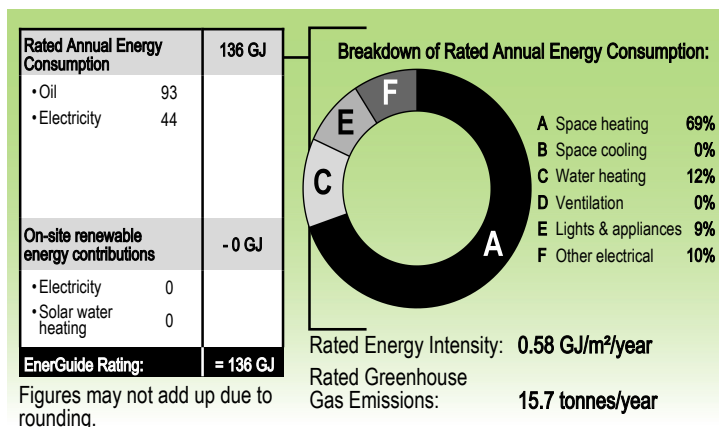 Rated Annual Energy
Consumption
136 GJ
• Oil 93
• Electricity 44
On-site renewable
energy contributions
- 0 GJ
• Electricity 0
• Solar water
heating 0
EnerGuide Rating: = 136 GJ
Figures may not add up due to
rounding.
Breakdown of Rated Annual Energy Consumption:
F
E
C
A
A Space heating 69%
B Space cooling 0%
C Water heating 12%
D Ventilation 0%
E Lights & appliances 9%
F Other electrical 10%
Rated Energy Intensity: 0.58 GJ/m²/year
Rated Greenhouse
Gas Emissions: 15.7 tonnes/year